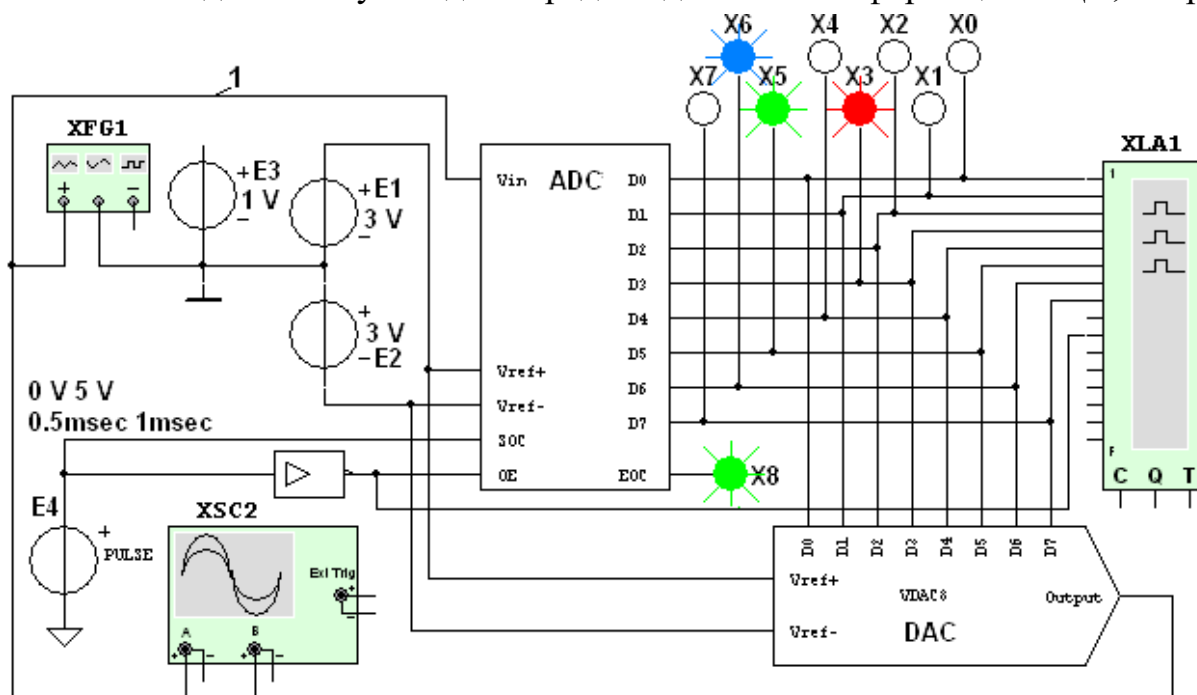 X6 X4 X2 X0
X7 X5 X3 X1
1
XFG1
XLA1
+ E3
1 V
-
+ E1
3 V
-
+
3 V
- E2
+ -
Vin ADC D0
D1
D2
D3
D4
D5
D6
D7
Vref+
Vref-
SOC
OE EOC
X8
1
F
C Q T
0 V 5 V
0.5msec 1msec
E4
+
PULSE
XSC2
Ext Trig
+
-
A B
+ - + -
D0 D1 D2 D3 D4 D5 D6 D7
Vref+
VDAC8 Output
Vref- DAC